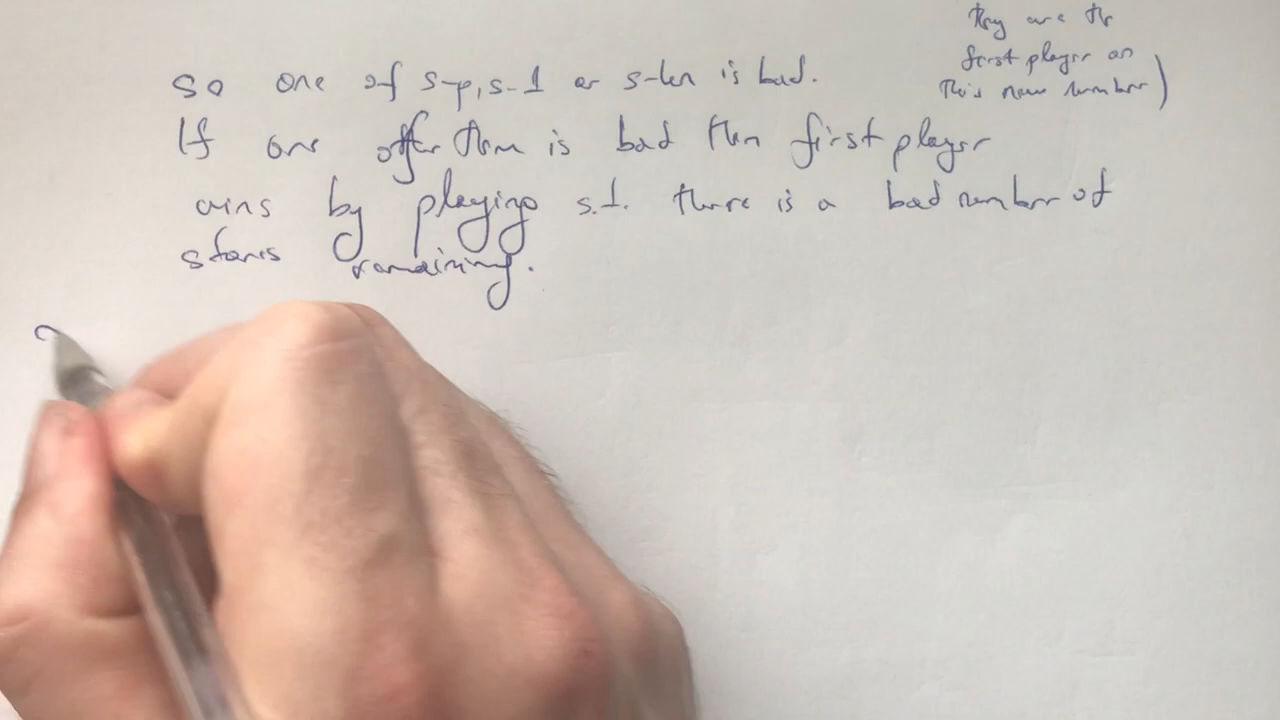 they are the
first player on
this new number)
so one of s-p, s-1 or s-kn is bad.
If one of them is bad then first player
wins by playing s.t. there is a bad number of
stones remaining.